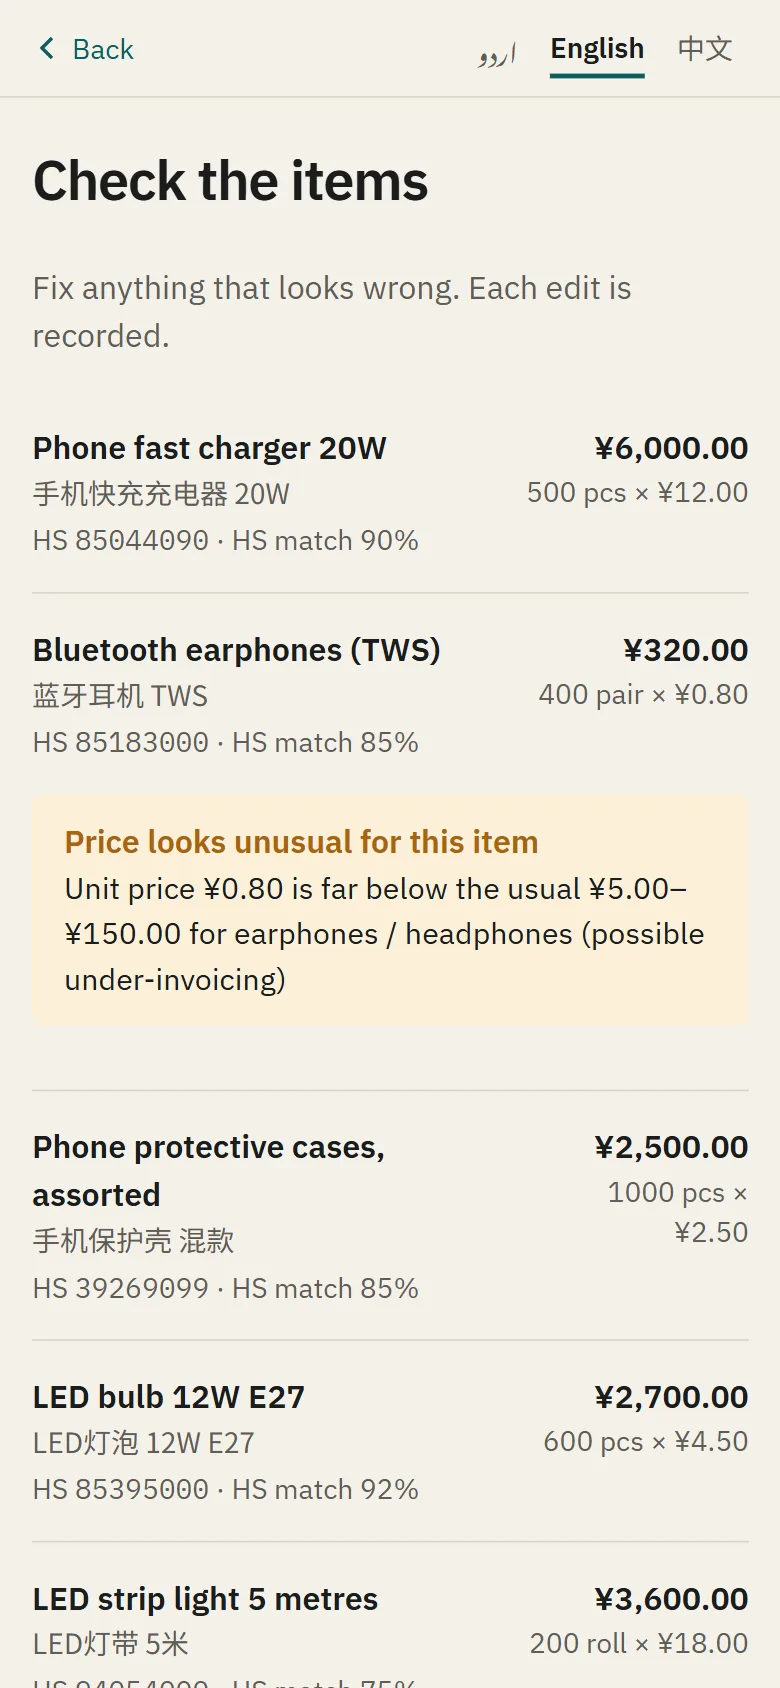 Back
اردو
English
中文
Check the items
Fix anything that looks wrong. Each edit is
recorded.
Phone fast charger 20W
¥6,000.00
手机快充充电器 20W
500 pcs × ¥12.00
HS 85044090 · HS match 90%
Bluetooth earphones (TWS)
¥320.00
蓝牙耳机 TWS
400 pair × ¥0.80
HS 85183000 · HS match 85%
Price looks unusual for this item
Unit price ¥0.80 is far below the usual ¥5.00–
¥150.00 for earphones / headphones (possible
under-invoicing)
Phone protective cases,
assorted
¥2,500.00
1000 pcs ×
¥2.50
手机保护壳 混款
HS 39269099 · HS match 85%
LED bulb 12W E27
¥2,700.00
LED灯泡 12W E27
600 pcs × ¥4.50
HS 85395000 · HS match 92%
LED strip light 5 metres
¥3,600.00
LED灯带 5米
200 roll × ¥18.00